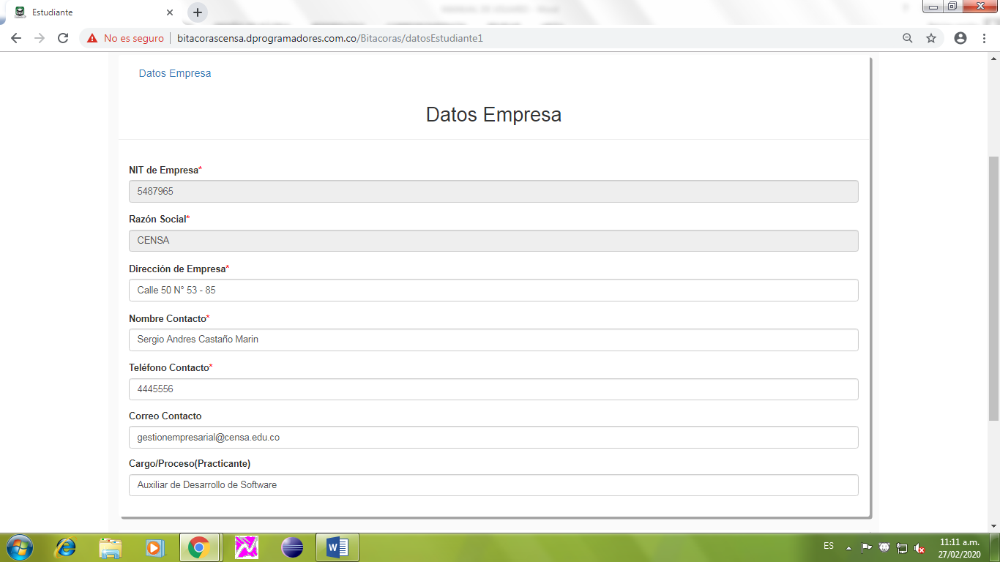 Estudiante
No es seguro | bitacorascensa.dprogramadores.com.co/Bitacoras/datosEstudiante1
Datos Empresa
Datos Empresa
NIT de Empresa*
5487965
Razón Social*
CENSA
Dirección de Empresa*
Calle 50 N° 53 - 85
Nombre Contacto*
Sergio Andres Castaño Marin
Teléfono Contacto*
4445556
Correo Contacto
gestionempresarial@censa.edu.co
Cargo/Proceso(Practicante)
Auxiliar de Desarrollo de Software
ES
11:11 a.m.
27/02/2020